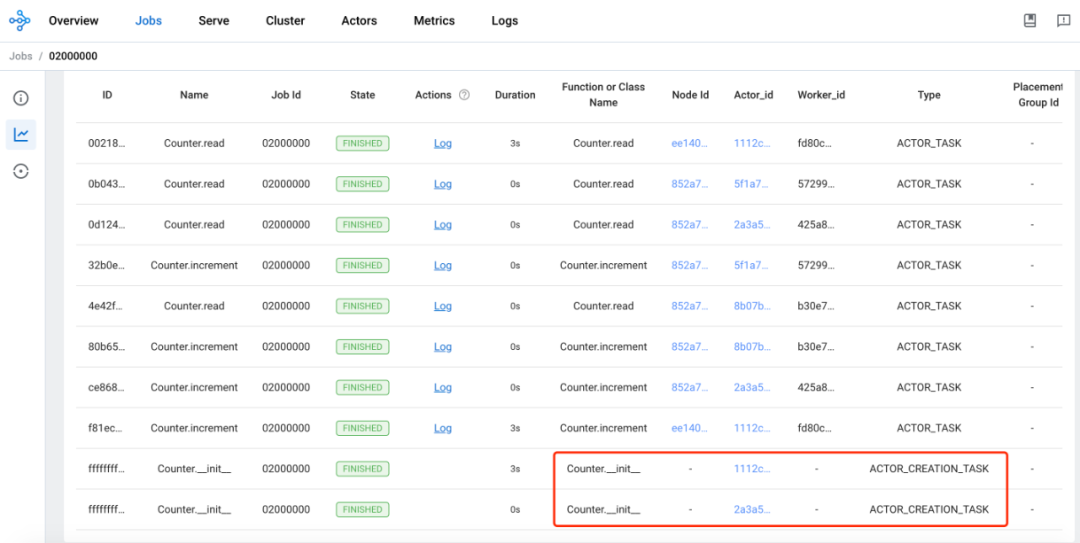 Overview Jobs Serve Cluster Actors Metrics Logs
Jobs / 02000000
ID Name Job Id State Actions Duration Function or Class Name Node Id Actor_id Worker_id Type Placement Group Id
00218... Counter.read 02000000 FINISHED Log 3s Counter.read ee140... 1112c... fd80c... ACTOR_TASK -
0b043... Counter.read 02000000 FINISHED Log 0s Counter.read 852a7... 5f1a7... 57299... ACTOR_TASK -
0d124... Counter.read 02000000 FINISHED Log 0s Counter.read 852a7... 2a3a5... 425a8... ACTOR_TASK -
32b0e... Counter.increment 02000000 FINISHED Log 0s Counter.increment 852a7... 5f1a7... 57299... ACTOR_TASK -
4e42f... Counter.read 02000000 FINISHED Log 0s Counter.read 852a7... 8b07b... b30e7... ACTOR_TASK -
80b65... Counter.increment 02000000 FINISHED Log 0s Counter.increment 852a7... 8b07b... b30e7... ACTOR_TASK -
ce868... Counter.increment 02000000 FINISHED Log 0s Counter.increment 852a7... 2a3a5... 425a8... ACTOR_TASK -
f81ec... Counter.increment 02000000 FINISHED Log 3s Counter.increment ee140... 1112c... fd80c... ACTOR_TASK -
ffffffff... Counter.__init__ 02000000 FINISHED 3s Counter.__init__ - 1112c... - ACTOR_CREATION_TASK -
ffffffff... Counter.__init__ 02000000 FINISHED 0s Counter.__init__ - 2a3a5... - ACTOR_CREATION_TASK -